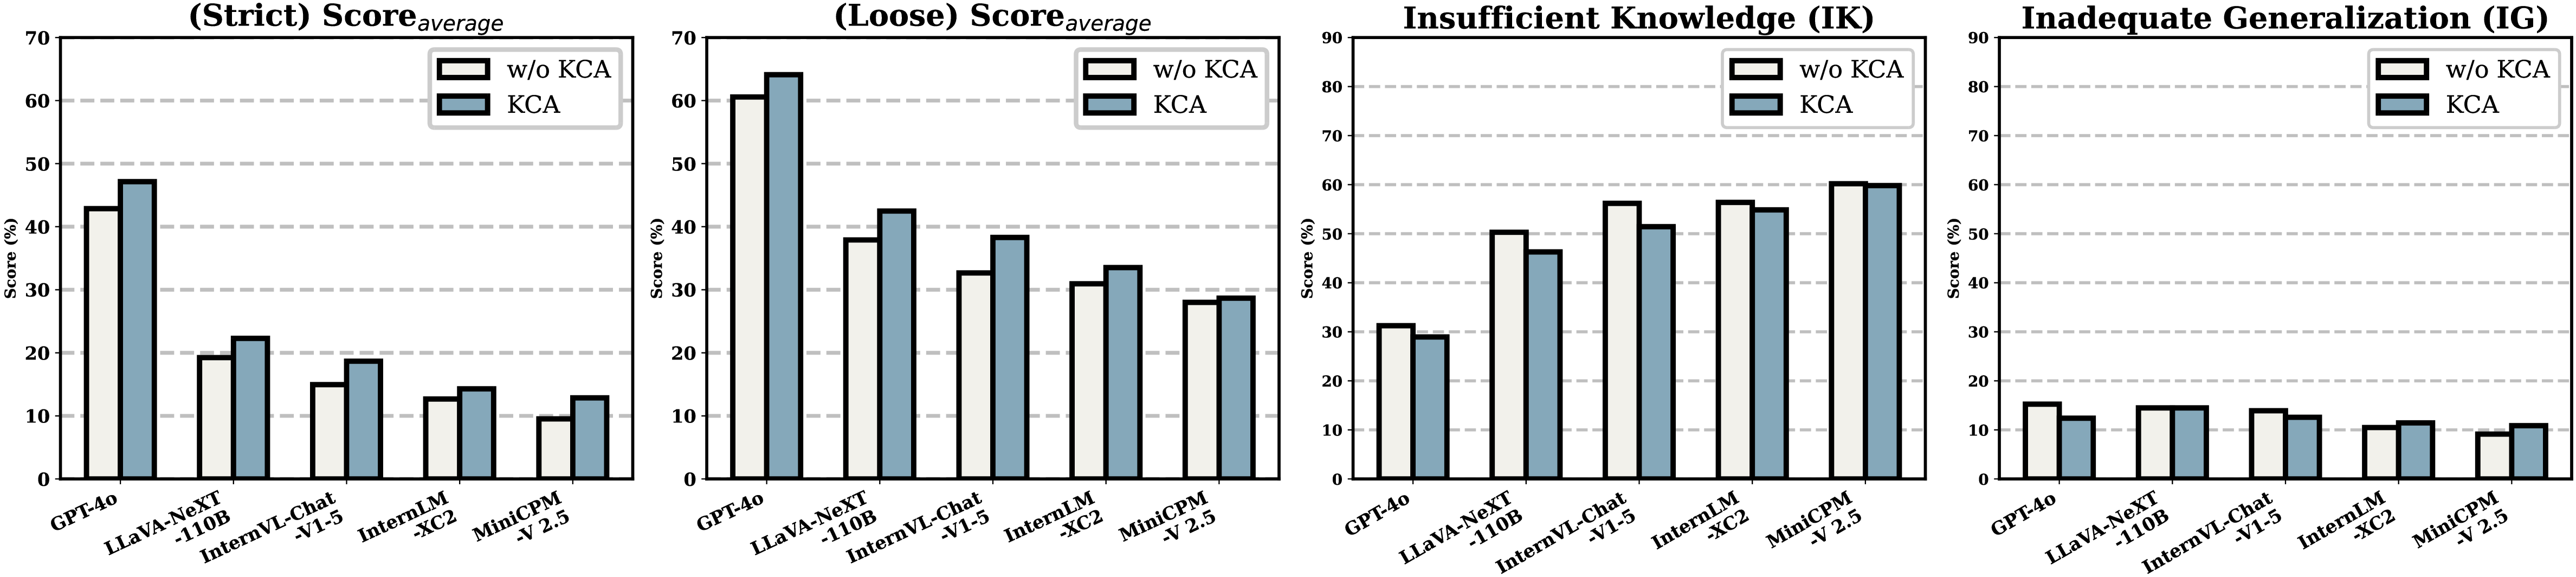 (Strict) Score average
70
60
50
40
30
20
10
0
Score (%)
w/o KCA
KCA
GPT-4o
LLaVA-NeXT
-110B
InternVL-Chat
-V1-5
InternLM
-XC2
MiniCPM
-V 2.5
(Loose) Score average
70
60
50
40
30
20
10
0
Score (%)
w/o KCA
KCA
GPT-4o
LLaVA-NeXT
-110B
InternVL-Chat
-V1-5
InternLM
-XC2
MiniCPM
-V 2.5
Insufficient Knowledge (IK)
90
80
70
60
50
40
30
20
10
0
Score (%)
w/o KCA
KCA
GPT-4o
LLaVA-NeXT
-110B
InternVL-Chat
-V1-5
InternLM
-XC2
MiniCPM
-V 2.5
Inadequate Generalization (IG)
90
80
70
60
50
40
30
20
10
0
Score (%)
w/o KCA
KCA
GPT-4o
LLaVA-NeXT
-110B
InternVL-Chat
-V1-5
InternLM
-XC2
MiniCPM
-V 2.5